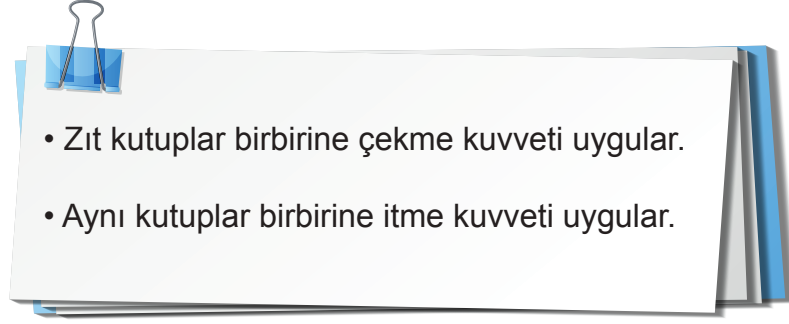 • Zıt kutuplar birbirine çekme kuvveti uygular.
• Aynı kutuplar birbirine itme kuvveti uygular.